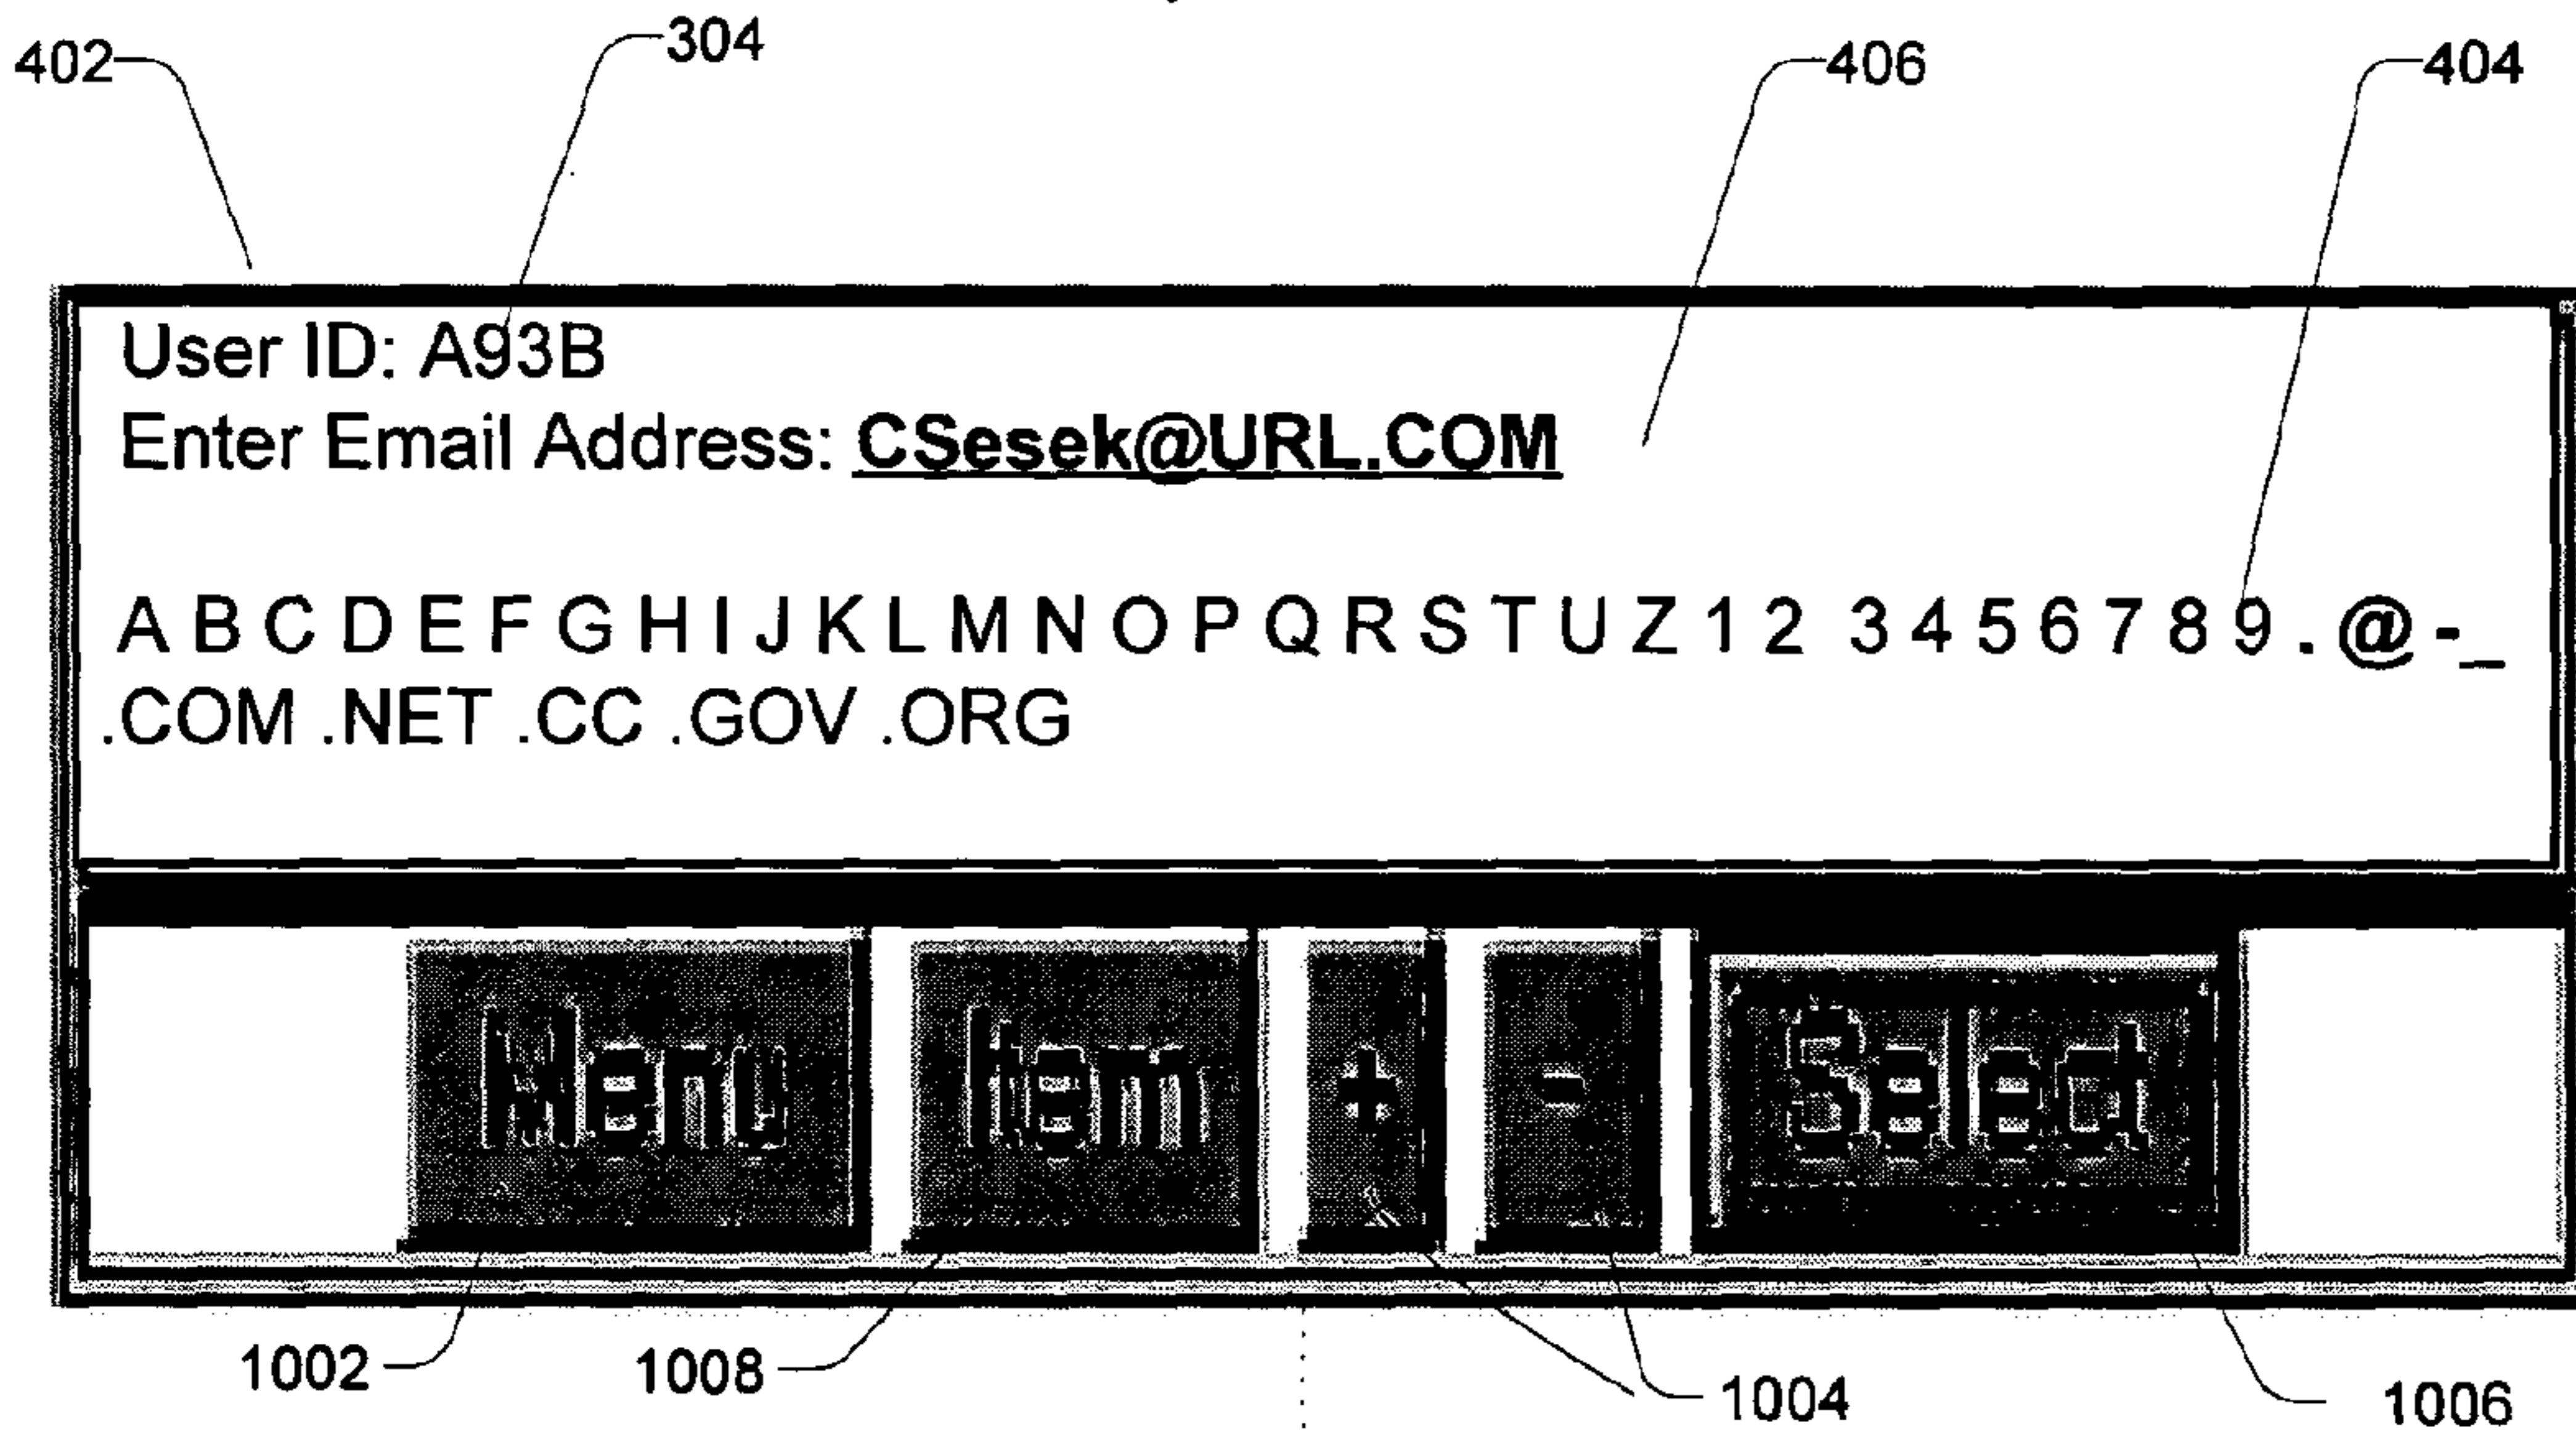 402 304 406 404
User ID: A93B
Enter Email Address: CSesek@URL.COM
A B C D E F G H I J K L M N O P Q R S T U Z 1 2 3 4 5 6 7 8 9 . @ - _
.COM .NET .CC .GOV .ORG
Menu Item + - Select
1002 1008 1004 1006